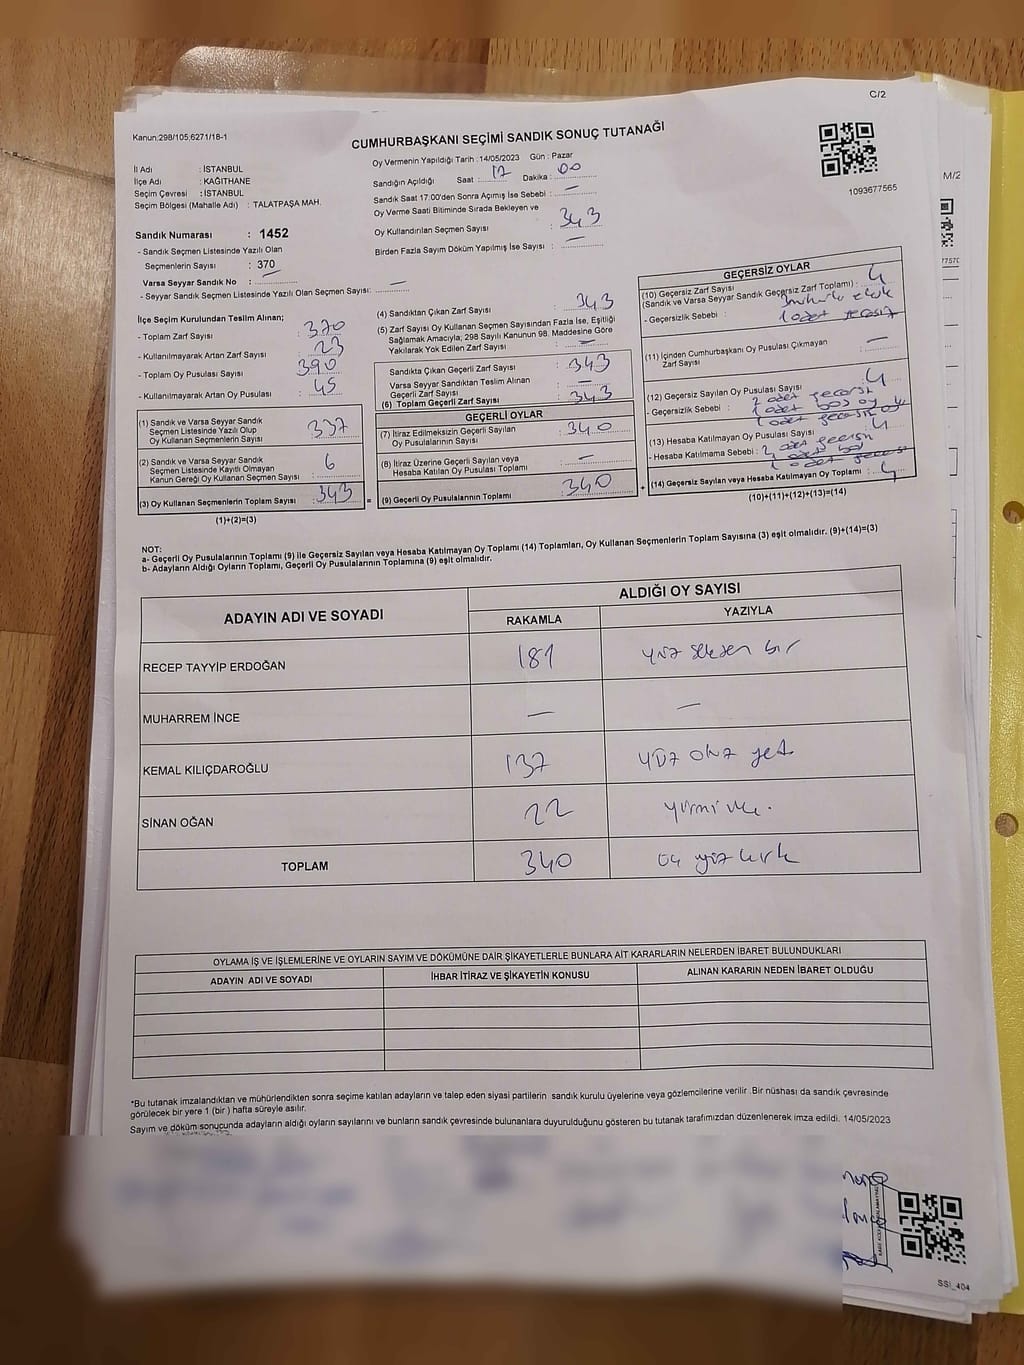 C/2
Kanun:298/105,6271/18-1
CUMHURBAŞKANI SEÇİMİ SANDIK SONUÇ TUTANAĞI
İl Adı : İSTANBUL
İlçe Adı : KAĞITHANE
Seçim Çevresi : İSTANBUL
Seçim Bölgesi (Mahalle Adı) : TALATPAŞA MAH.
Oy Vermenin Yapıldığı Tarih : 14/05/2023 Gün : Pazar
Sandığın Açıldığı Saat : 17 Dakika : 00
Sandık Saat 17:00'den Sonra Açımış İse Sebebi : —
Oy Verme Saati Bitiminde Sırada Bekleyen ve
Oy Kullandırılan Seçmen Sayısı : 343
Birden Fazla Sayım Döküm Yapılmış İse Sayısı : —
1093677565
M/2
Sandık Numarası : 1452
- Sandık Seçmen Listesinde Yazılı Olan
Seçmenlerin Sayısı : 370
Varsa Seyyar Sandık No : —
- Seyyar Sandık Seçmen Listesinde Yazılı Olan Seçmen Sayısı: —
İlçe Seçim Kurulundan Teslim Alınan;
- Toplam Zarf Sayısı : 370
- Kullanılmayarak Artan Zarf Sayısı : 23
- Toplam Oy Pusulası Sayısı : 390
- Kullanılmayarak Artan Oy Pusulası : 45
(1) Sandık ve Varsa Seyyar Sandık
Seçmen Listesinde Yazılı Olup
Oy Kullanan Seçmenlerin Sayısı : 337
(2) Sandık ve Varsa Seyyar Sandık
Seçmen Listesinde Kayıtlı Olmayan
Kanun Gereği Oy Kullanan Seçmen Sayısı : 6
(3) Oy Kullanan Seçmenlerin Toplam Sayısı : 343
(1)+(2)=(3)
(4) Sandıktan Çıkan Zarf Sayısı : 343
(5) Zarf Sayısı Oy Kullanan Seçmen Sayısından Fazla İse, Eşitliği
Sağlamak Amacıyla; 298 Sayılı Kanunun 98. Maddesine Göre
Yakılarak Yok Edilen Zarf Sayısı : —
Sandıkta Çıkan Geçerli Zarf Sayısı : 343
Varsa Seyyar Sandıktan Teslim Alınan
Geçerli Zarf Sayısı : —
(6) Toplam Geçerli Zarf Sayısı : 343
GEÇERLİ OYLAR
(7) İtiraz Edilmeksizin Geçerli Sayılan
Oy Pusulalarının Sayısı : 340
(8) İtiraz Üzerine Geçerli Sayılan veya
Hesaba Katılan Oy Pusulası Toplamı : —
= (9) Geçerli Oy Pusulalarının Toplamı : 340 +
GEÇERSİZ OYLAR
(10) Geçersiz Zarf Sayısı
(Sandık ve Varsa Seyyar Sandık Geçersiz Zarf Toplamı) : 4
- Geçersizlik Sebebi : 1 adet geçersiz
(11) İçinden Cumhurbaşkanı Oy Pusulası Çıkmayan
Zarf Sayısı : —
(12) Geçersiz Sayılan Oy Pusulası Sayısı : 4
- Geçersizlik Sebebi : 2 adet geçersiz
1 adet boş oy
1 adet geçersiz oy
(13) Hesaba Katılmayan Oy Pusulası Sayısı : 4
- Hesaba Katılmama Sebebi : 2 adet geçersiz
(14) Geçersiz Sayılan veya Hesaba Katılmayan Oy Toplamı : 4
(10)+(11)+(12)+(13)=(14)
NOT:
a- Geçerli Oy Pusulalarının Toplamı (9) ile Geçersiz Sayılan veya Hesaba Katılmayan Oy Toplamı (14) Toplamları, Oy Kullanan Seçmenlerin Toplam Sayısına (3) eşit olmalıdır. (9)+(14)=(3)
b- Adayların Aldığı Oyların Toplamı, Geçerli Oy Pusulalarının Toplamına (9) eşit olmalıdır.
ADAYIN ADI VE SOYADI ALDIĞI OY SAYISI
RAKAMLA YAZIYLA
RECEP TAYYİP ERDOĞAN 181 yüz seksen bir
MUHARREM İNCE — —
KEMAL KILIÇDAROĞLU 137 yüz otuz yedi
SİNAN OĞAN 22 yirmi iki.
TOPLAM 340 üç yüz kırk
OYLAMA İŞ VE İŞLEMLERİNE VE OYLARIN SAYIM VE DÖKÜMÜNE DAİR ŞİKAYETLERLE BUNLARA AİT KARARLARIN NELERDEN İBARET BULUNDUKLARI
ADAYIN ADI VE SOYADI İHBAR İTİRAZ VE ŞİKAYETİN KONUSU ALINAN KARARIN NEDEN İBARET OLDUĞU
*Bu tutanak imzalandıktan ve mühürlendikten sonra seçime katılan adayların ve talep eden siyasi partilerin sandık kurulu üyelerine veya gözlemcilerine verilir .Bir nüshası da sandık çevresinde
görülecek bir yere 1 (bir ) hafta süreyle asılır.
Sayım ve döküm sonucunda adayların aldığı oyların sayılarını ve bunların sandık çevresinde bulunanlara duyurulduğunu gösteren bu tutanak tarafımızdan düzenlenerek imza edildi. 14/05/2023
SSİ_404